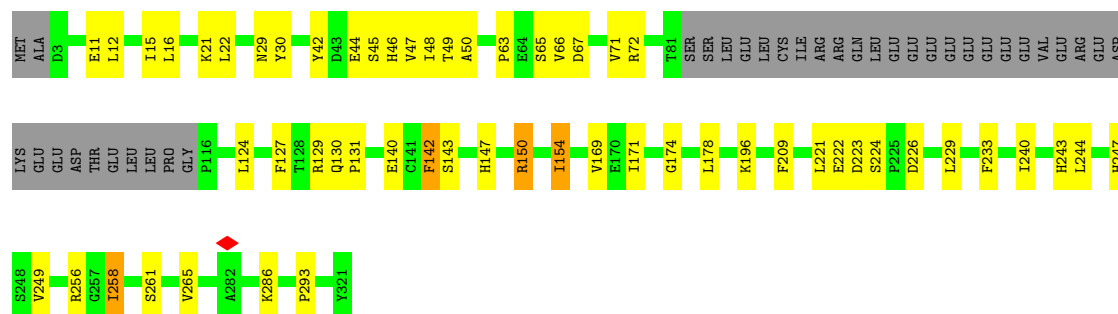 MET ALA D3 E11 L12 I15 L16 K21 L22 N29 Y30 Y42 D43 E44 S45 H46 V47 I48 T49 A50 P63 E64 S65 V66 D67 V71 R72 T81 SER SER LEU GLU LEU CYS ILE ARG ARG GLN LEU GLU GLU GLU GLU GLU GLU GLU VAL GLU ARG GLU ASP
LYS GLU GLU ASP THR GLU LEU LEU PRO GLY P116 L124 F127 T128 R129 Q130 P131 E140 C141 F142 S143 H147 R150 I154 V169 E170 I171 G174 L178 K196 F209 L221 E222 D223 S224 P225 D226 L229 F233 I240 H243 L244 H247
S248 V249 R256 G257 I258 S261 V265 A282 K286 P293 Y321